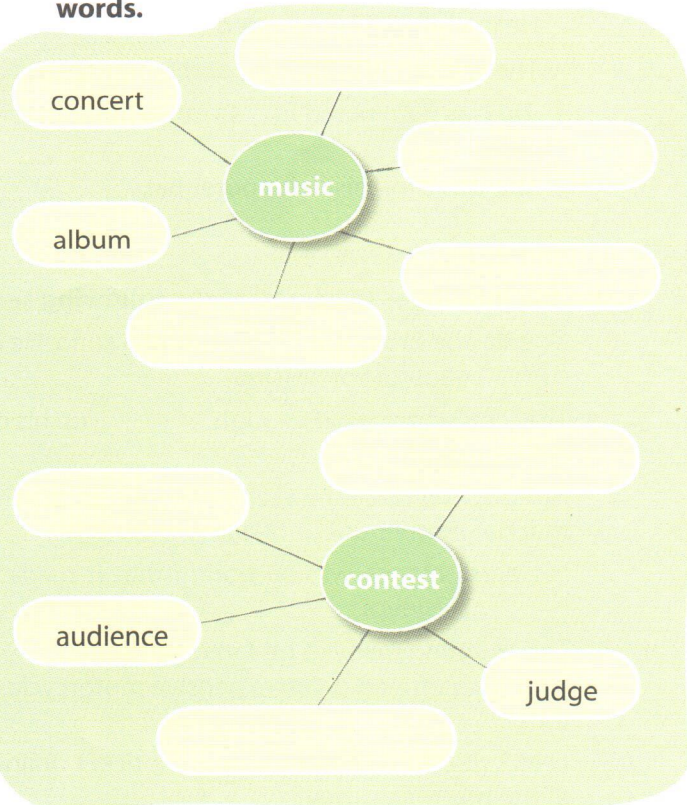 words.
concert
music
album
contest
audience
judge